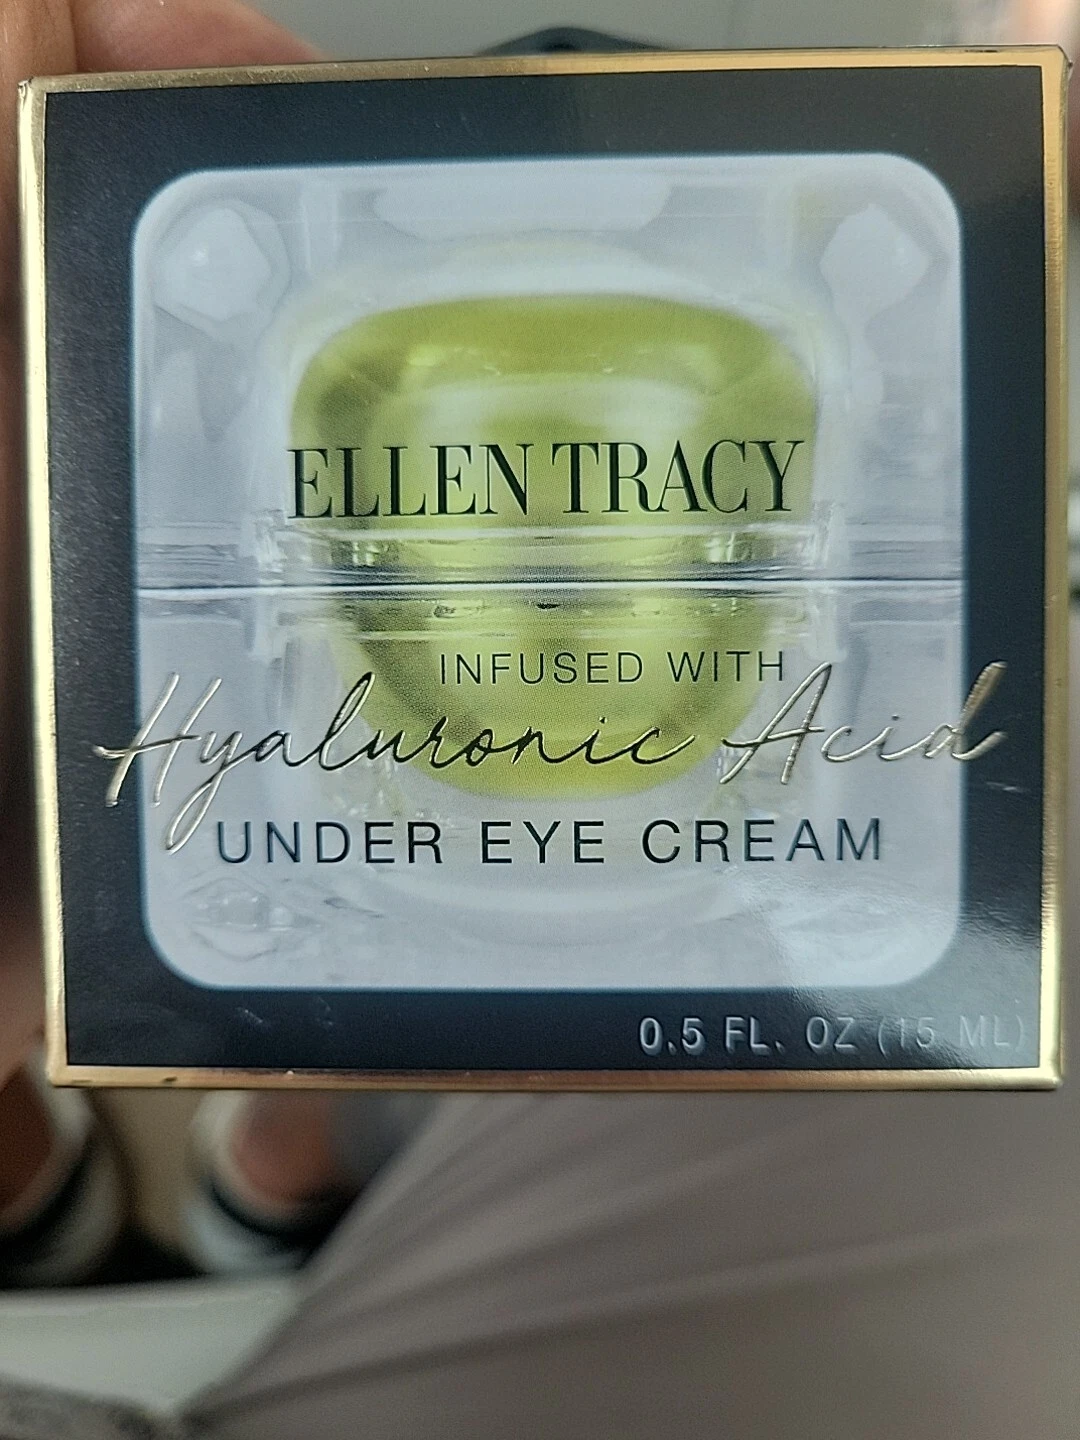 ELLEN TRACY
INFUSED WITH
Hyaluronic Acid
UNDER EYE CREAM
0.5 FL. OZ (15 ML)